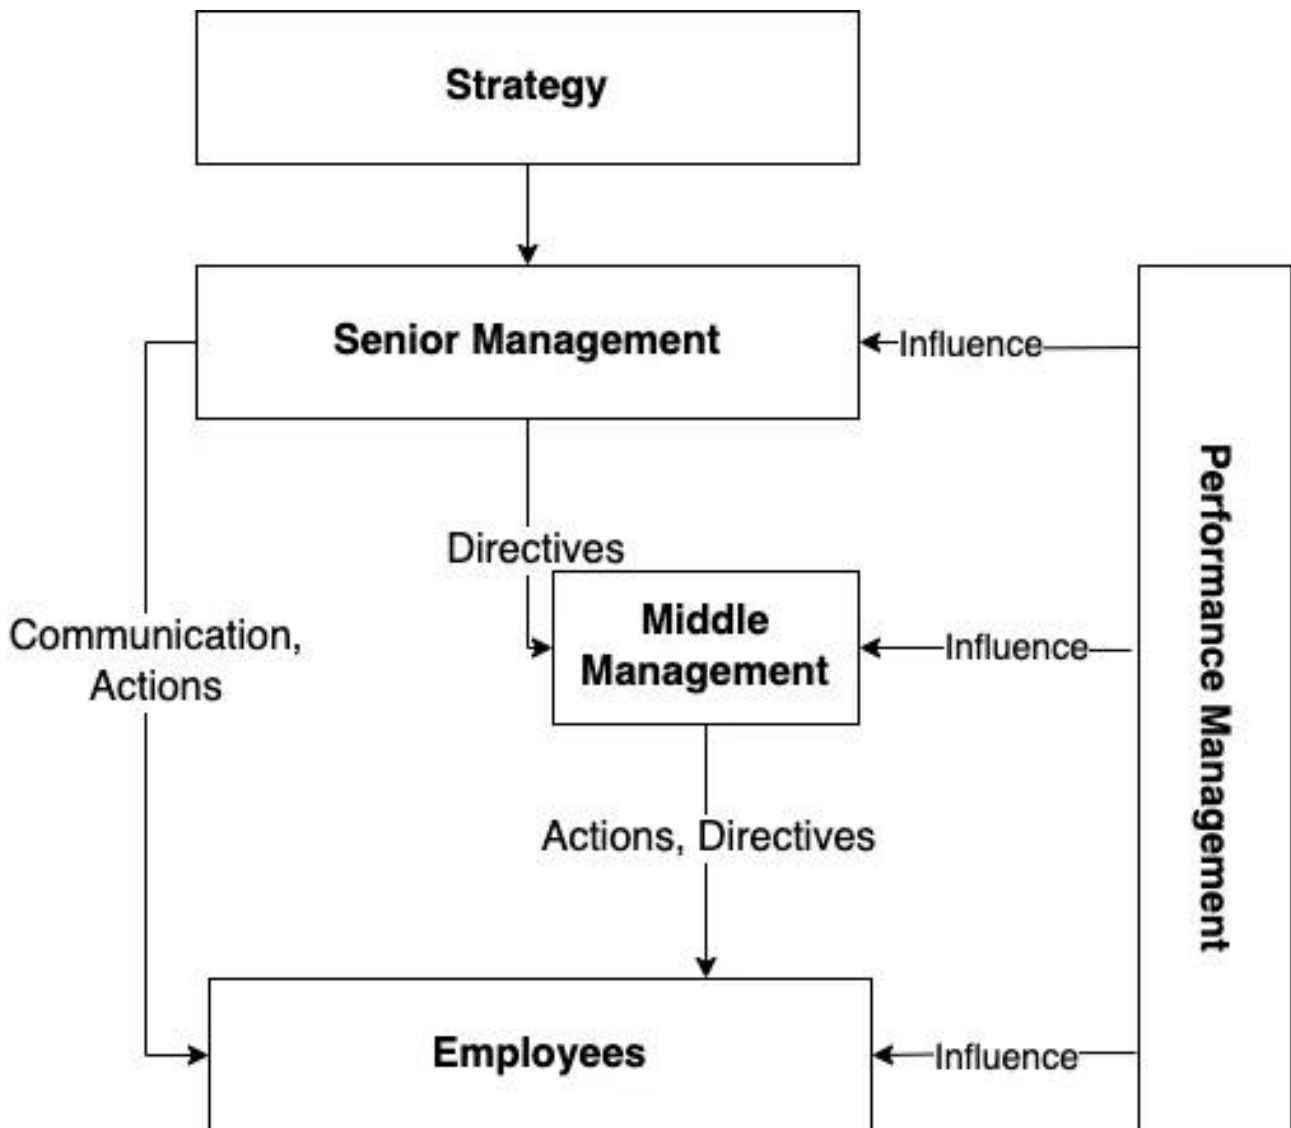 Strategy
Senior Management
Influence
Directives
Middle
Management
Influence
Communication,
Actions
Performance Management
Actions, Directives
Employees
Influence